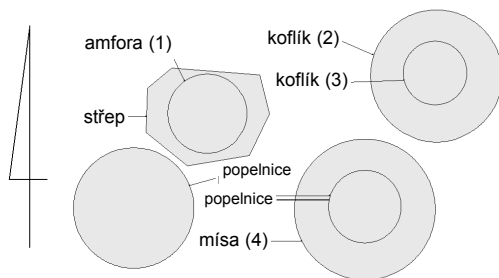 amfora (1)
koflík (2)
koflík (3)
střep
popelnice
popelnice
mísa (4)